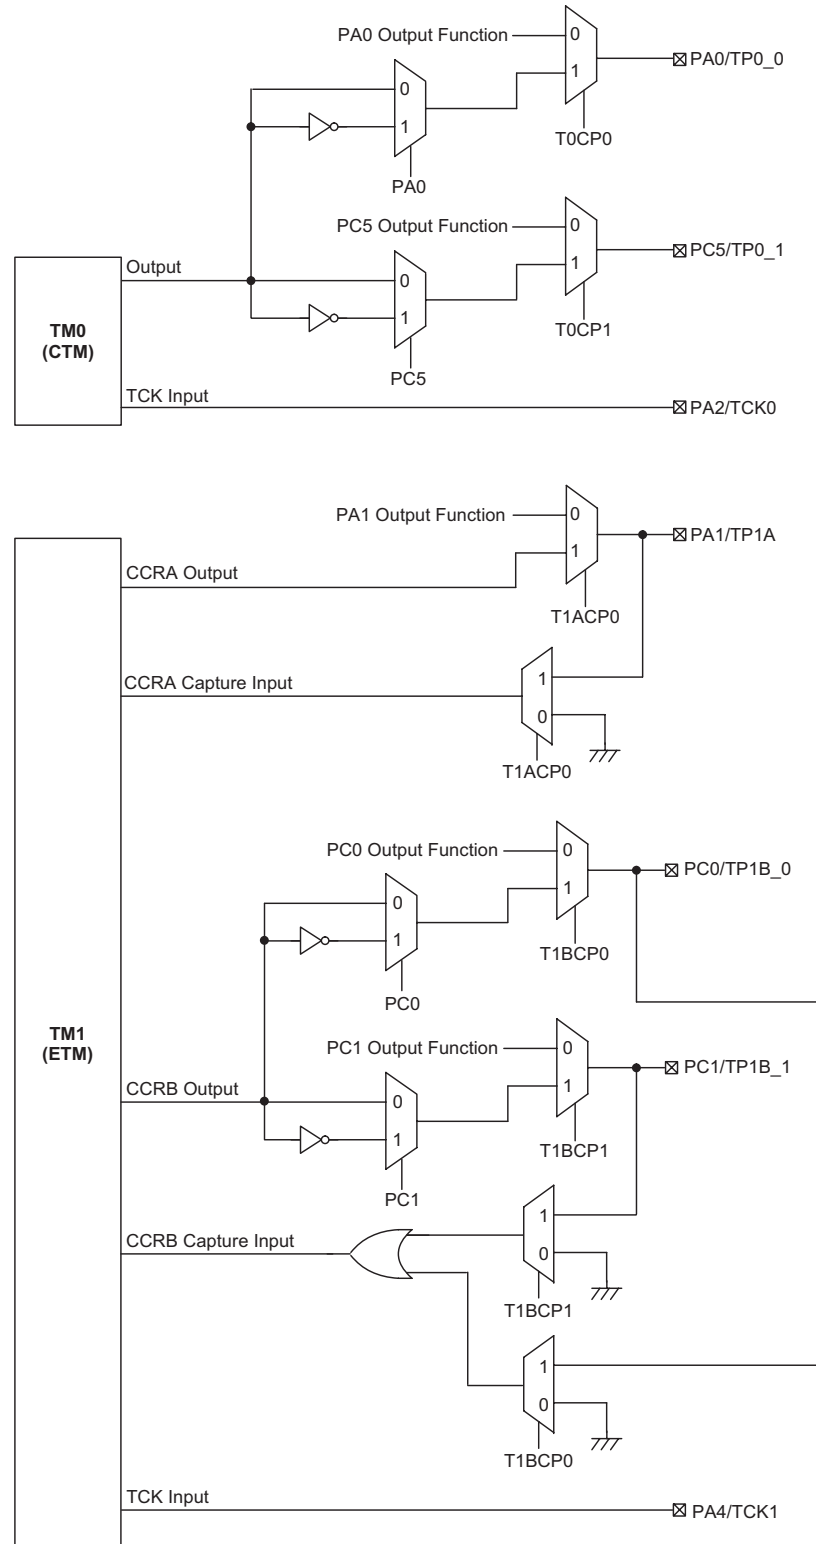 PA0 Output Function
0
1
PA0/TP0_0
T0CP0
0
1
PA0
PC5 Output Function
0
1
PC5/TP0_1
T0CP1
Output
0
1
PC5
TM0
(CTM)
TCK Input
PA2/TCK0
PA1 Output Function
0
1
PA1/TP1A
T1ACP0
CCRA Output
CCRA Capture Input
1
0
T1ACP0
PC0 Output Function
0
1
PC0/TP1B_0
T1BCP0
0
1
PC0
TM1
(ETM)
PC1 Output Function
0
1
PC1/TP1B_1
T1BCP1
CCRB Output
0
1
PC1
CCRB Capture Input
1
0
T1BCP1
1
0
T1BCP0
TCK Input
PA4/TCK1